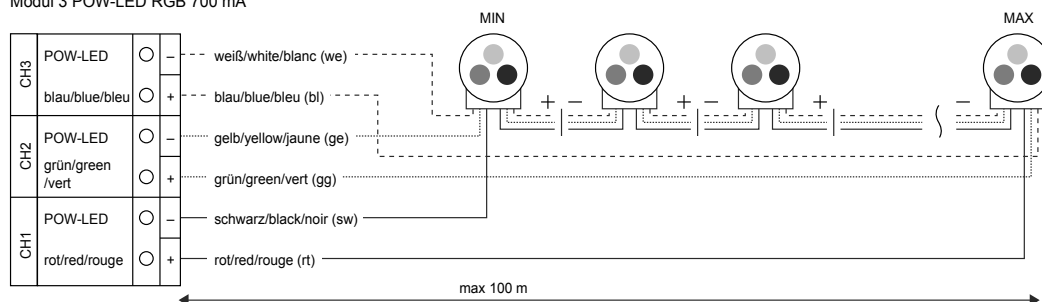 Modul 3 POW-LED RGB 700 mA
MIN
MAX
CH3
POW-LED
–
weiß/white/blanc (we)
blau/blue/bleu
+
blau/blue/bleu (bl)
+ – + – + –
CH2
POW-LED
–
gelb/yellow/jaune (ge)
grün/green
/vert
+
grün/green/vert (gg)
CH1
POW-LED
–
schwarz/black/noir (sw)
rot/red/rouge
+
rot/red/rouge (rt)
max 100 m